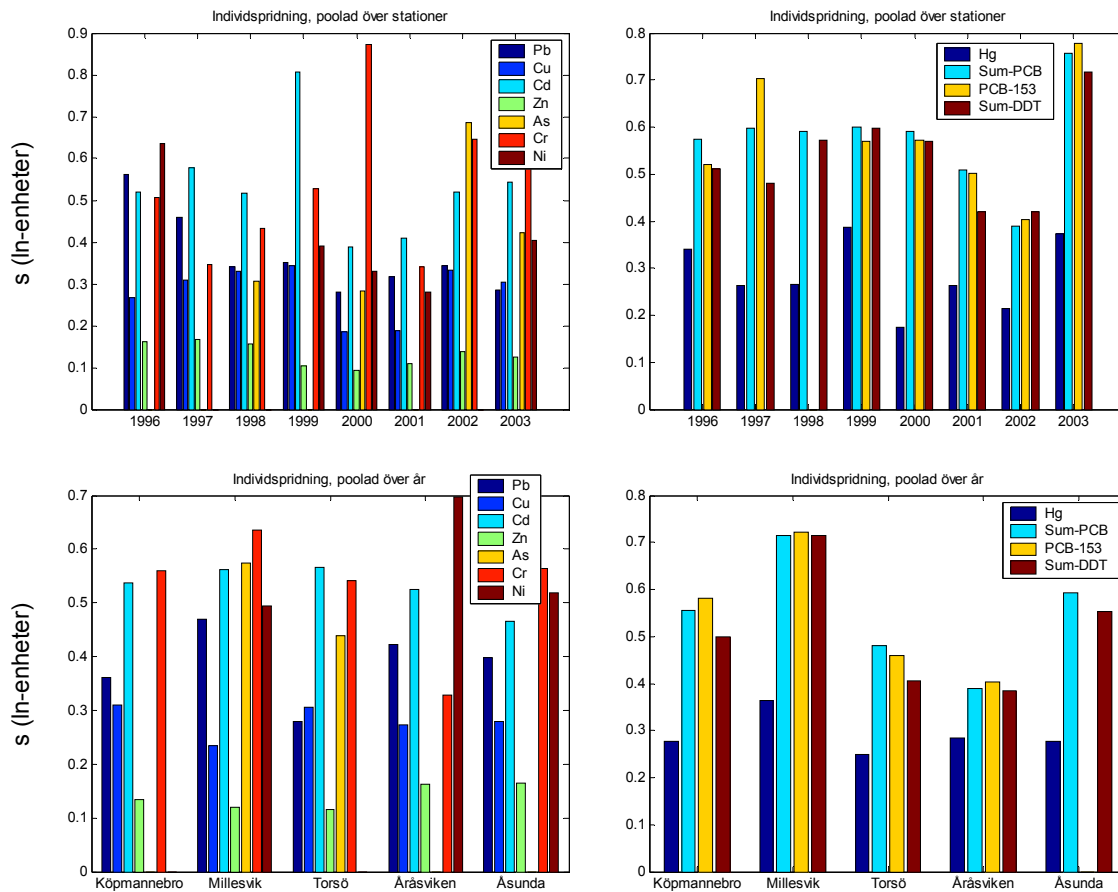 Individspridning, poolad över stationer
0.9
0.8
0.7
0.6
0.5
0.4
0.3
0.2
0.1
0
s (ln-enheter)
Pb
Cu
Cd
Zn
As
Cr
Ni
1996 1997 1998 1999 2000 2001 2002 2003
Individspridning, poolad över stationer
0.8
0.7
0.6
0.5
0.4
0.3
0.2
0.1
0
Hg
Sum-PCB
PCB-153
Sum-DDT
1996 1997 1998 1999 2000 2001 2002 2003
Individspridning, poolad över år
0.7
0.6
0.5
0.4
0.3
0.2
0.1
0
s (ln-enheter)
Pb
Cu
Cd
Zn
As
Cr
Ni
Köpmannebro Millesvik Torsö Åråsviken Åsunda
Individspridning, poolad över år
0.8
0.7
0.6
0.5
0.4
0.3
0.2
0.1
0
Hg
Sum-PCB
PCB-153
Sum-DDT
Köpmannebro Millesvik Torsö Åråsviken Åsunda